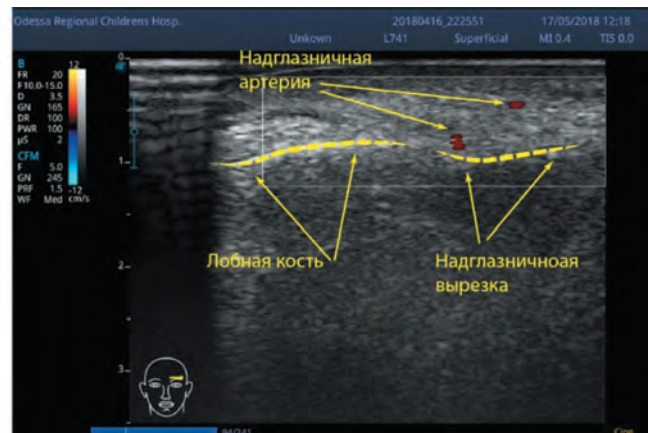 Odessa Regional Childrens Hosp.
20180416_222551
17/05/2018 12:18
Unkown
L741
Superficial
MI 0.4
TIS 0.0
B
FR 20
F10.0-15.0
D 3.5
GN 165
DR 100
PWR 100
µS 2
CFM
F 5.0
GN 245
PRF 1.5
WF Med
12
-12
cm/s
0
1
2
3
Надглазничная
артерия
Лобная кость
Надглазничноая
вырезка
94/241
Cine